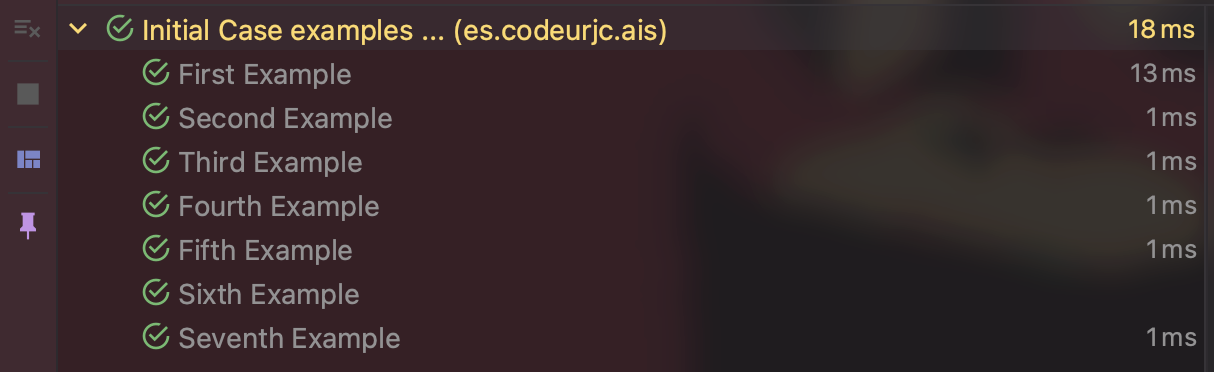 Initial Case examples ... (es.codeurjc.ais) 18 ms
First Example 13 ms
Second Example 1 ms
Third Example 1 ms
Fourth Example 1 ms
Fifth Example 1 ms
Sixth Example
Seventh Example 1 ms